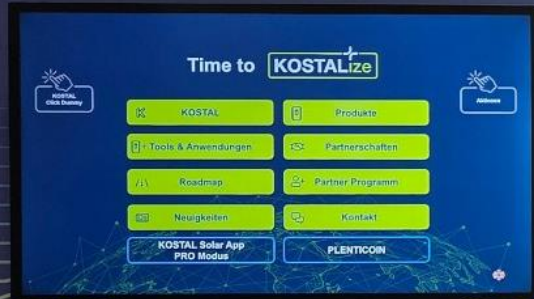 Time to KOSTALize
KOSTAL
Click Dummy
Aktionen
KOSTAL
Produkte
Tools & Anwendungen
Partnerschaften
Roadmap
Partner Programm
Neuigkeiten
Kontakt
KOSTAL Solar App
PRO Modus
PLENTICOIN